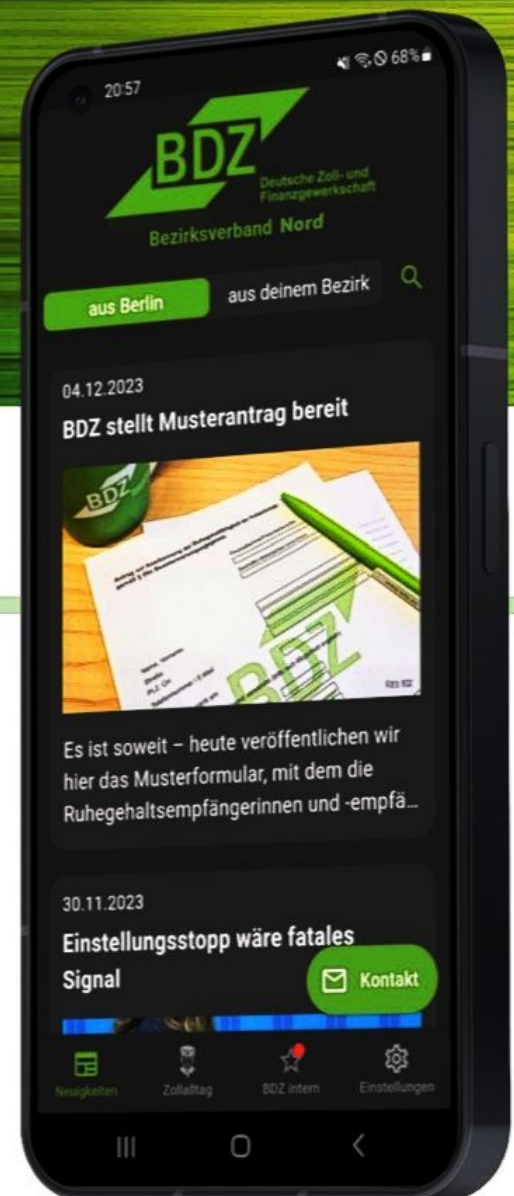 20:57
68%
BDZ
Deutsche Zoll- und
Finanzgewerkschaft
Bezirksverband Nord
aus Berlin
aus deinem Bezirk
04.12.2023
BDZ stellt Musterantrag bereit
BDZ
BDZ
Es ist soweit – heute veröffentlichen wir
hier das Musterformular, mit dem die
Ruhegehaltsempfängerinnen und -empfä...
30.11.2023
Einstellungsstopp wäre fatales
Signal
Kontakt
Neuigkeiten
Zollalltag
BDZ intern
Einstellungen